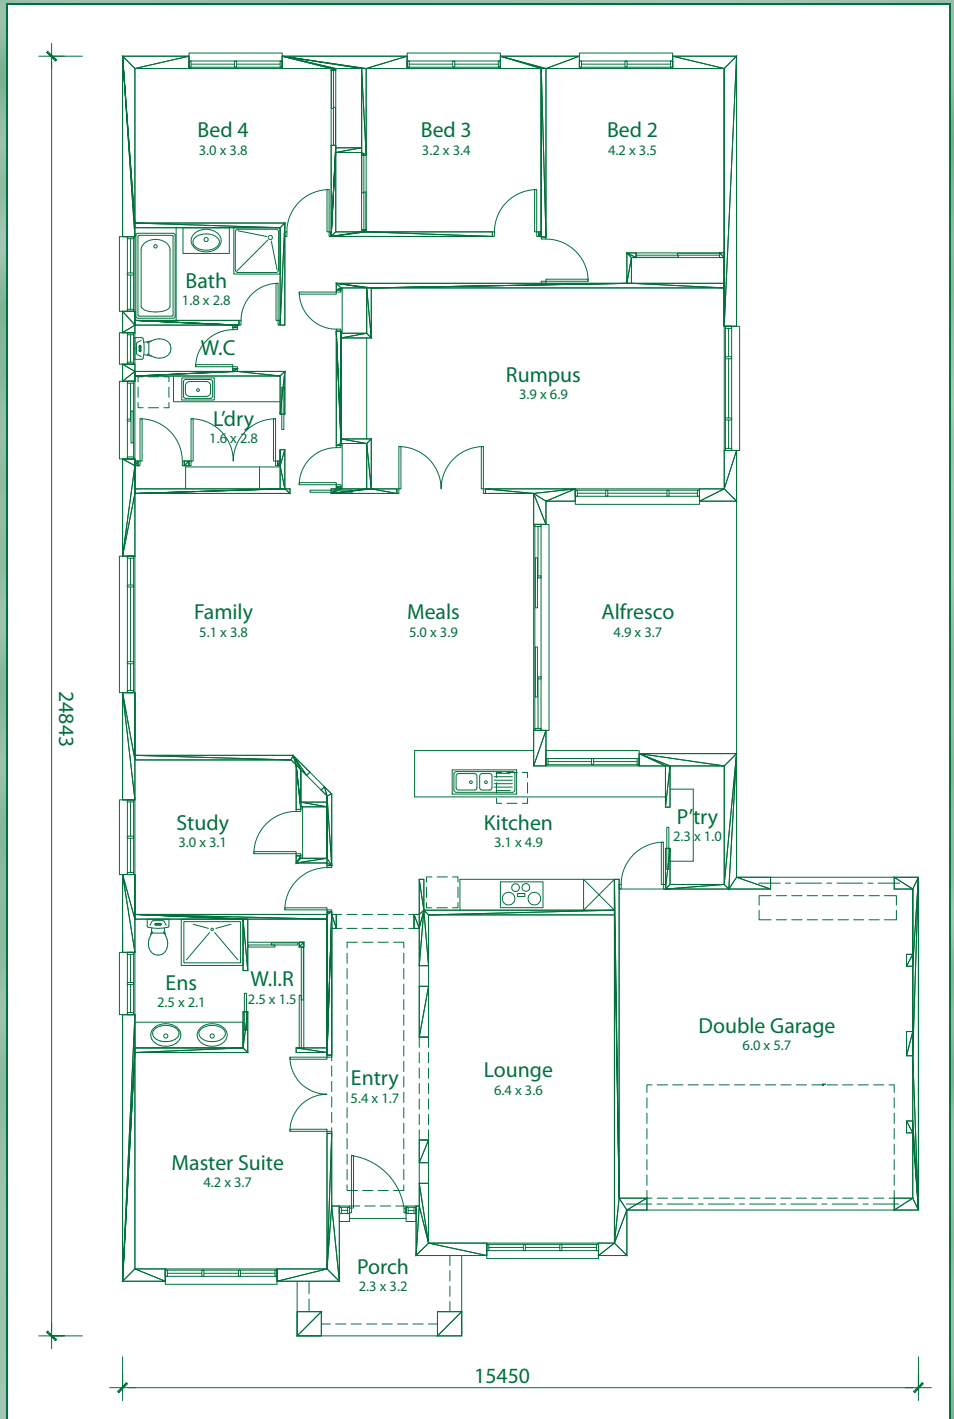 Bed 4
3.0 x 3.8
Bed 3
3.2 x 3.4
Bed 2
4.2 x 3.5
Bath
1.8 x 2.8
W.C
Rumpus
3.9 x 6.9
L'dry
1.6 x 2.8
Family
5.1 x 3.8
Meals
5.0 x 3.9
Alfresco
4.9 x 3.7
24843
Study
3.0 x 3.1
Kitchen
3.1 x 4.9
P'try
2.3 x 1.0
Ens
2.5 x 2.1
W.I.R
2.5 x 1.5
Double Garage
6.0 x 5.7
Entry
5.4 x 1.7
Lounge
6.4 x 3.6
Master Suite
4.2 x 3.7
Porch
2.3 x 3.2
15450